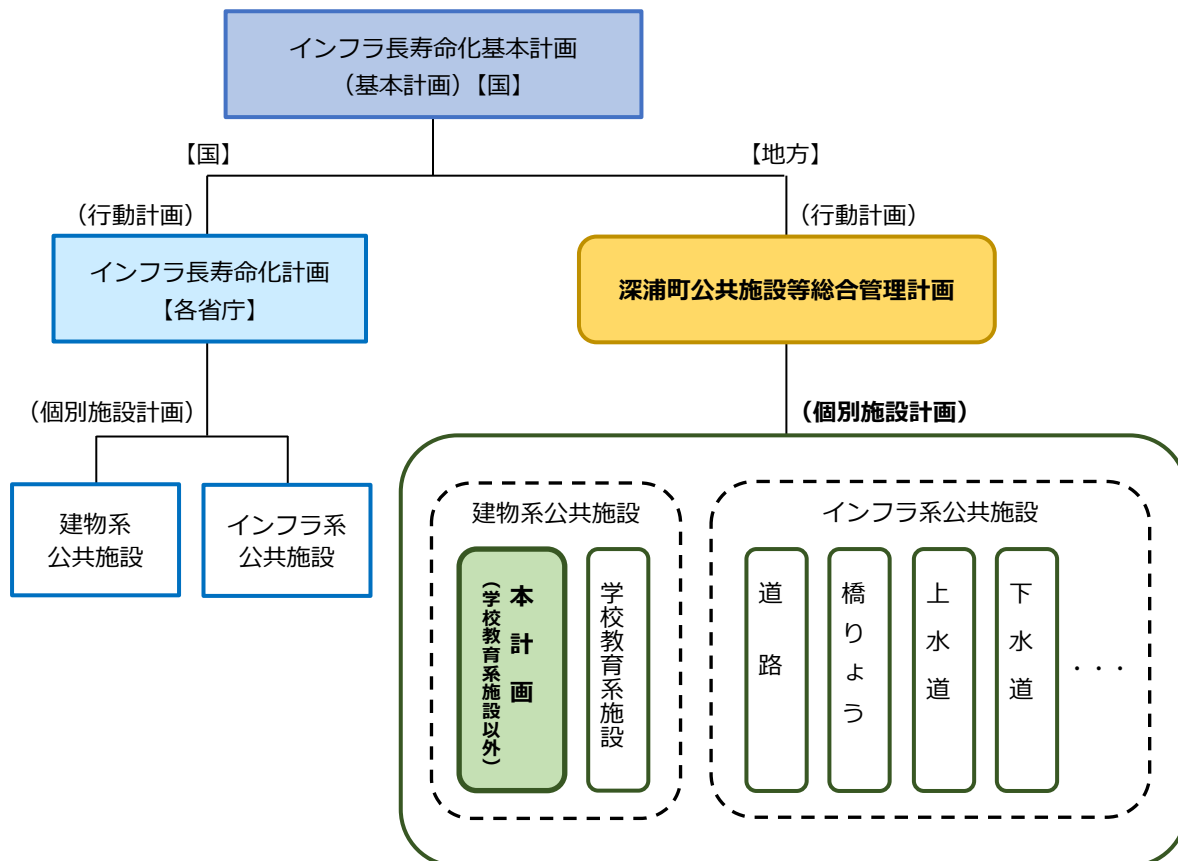 インフラ長寿命化基本計画
（基本計画）【国】
【国】
【地方】
（行動計画）
（行動計画）
インフラ長寿命化計画
【各省庁】
深浦町公共施設等総合管理計画
（個別施設計画）
（個別施設計画）
建物系
公共施設
インフラ系
公共施設
建物系公共施設
インフラ系公共施設
本計画
（学校教育系施設以外）
学校教育系施設
道路
橋りょう
上水道
下水道
・・・